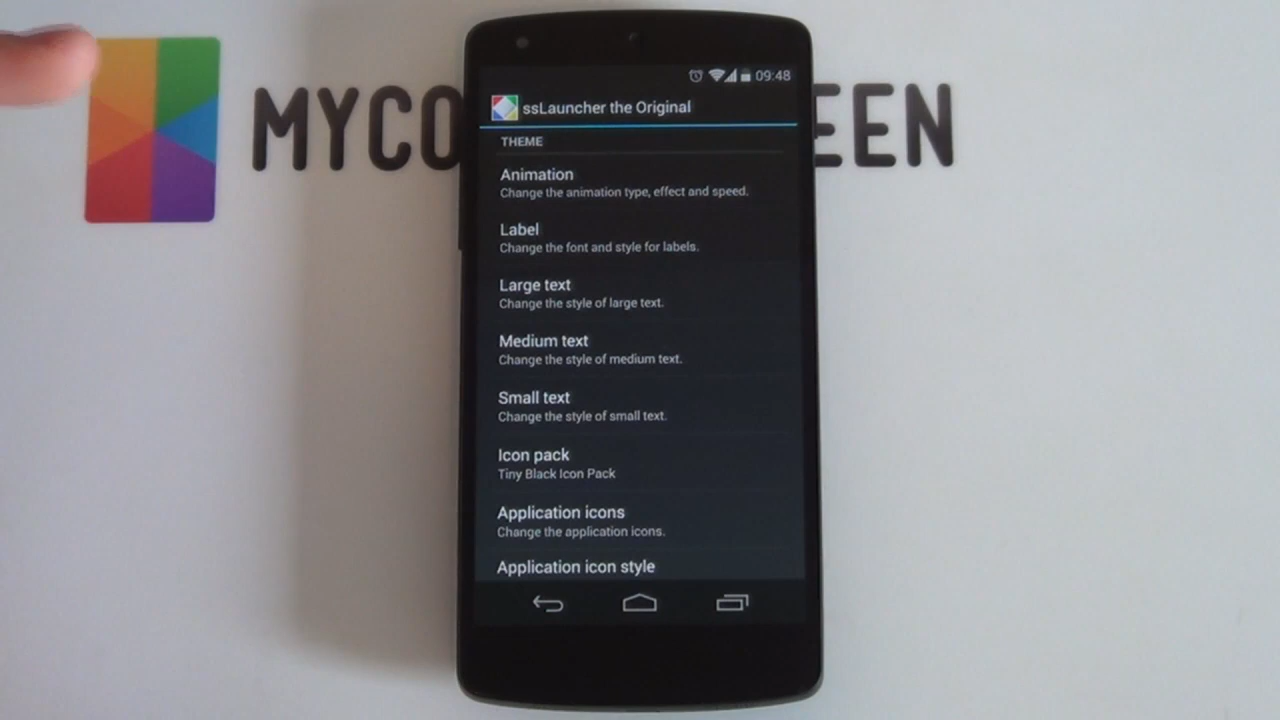 MYCO EEN
09:48
ssLauncher the Original
THEME
Animation
Change the animation type, effect and speed.
Label
Change the font and style for labels.
Large text
Change the style of large text.
Medium text
Change the style of medium text.
Small text
Change the style of small text.
Icon pack
Tiny Black Icon Pack
Application icons
Change the application icons.
Application icon style